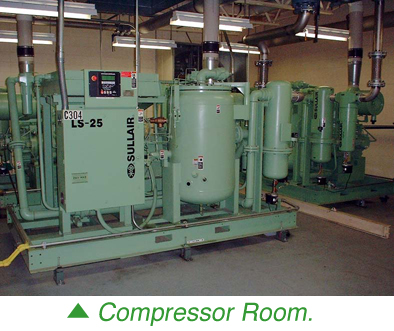 C304
LS-25
SULLAIR
▲ Compressor Room.